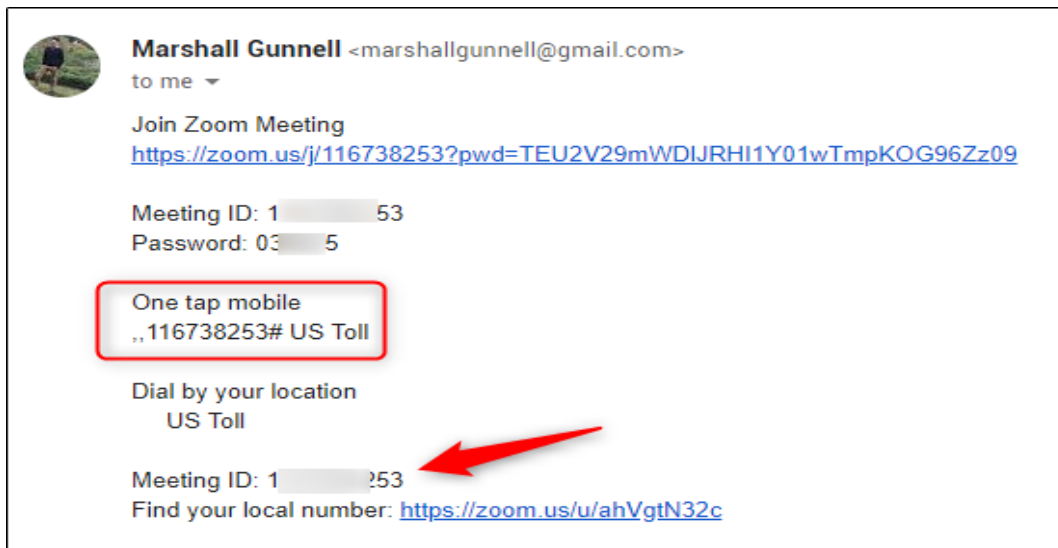 Marshall Gunnell <marshallgunnell@gmail.com>
to me
Join Zoom Meeting
https://zoom.us/j/116738253?pwd=TEU2V29mWDlJRHI1Y01wTmpKOG96Zz09
Meeting ID: 1 53
Password: 03 5
One tap mobile
,,116738253# US Toll
Dial by your location
US Toll
Meeting ID: 1 253
Find your local number: https://zoom.us/u/ahVgtN32c